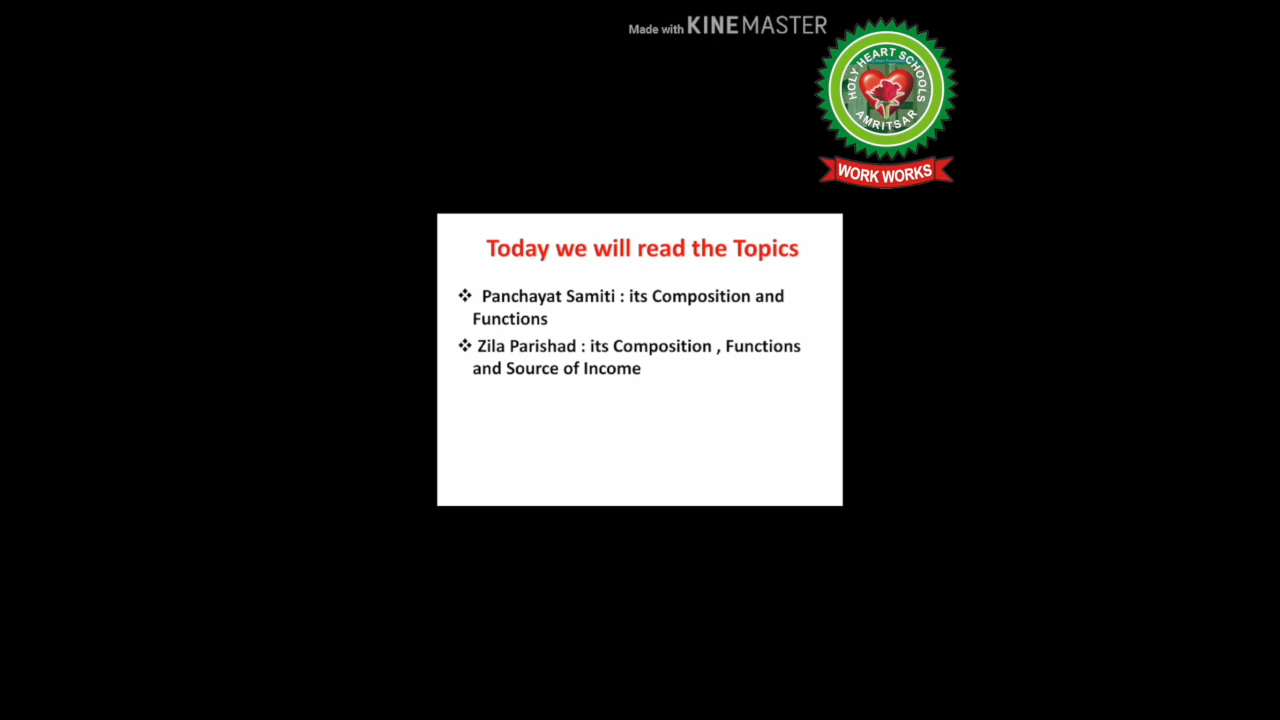 Made with KINEMASTER
HOLY HEART SCHOOLS
AMRITSAR
WORK WORKS
Today we will read the Topics
❖ Panchayat Samiti : its Composition and
Functions
❖ Zila Parishad : its Composition , Functions
and Source of Income